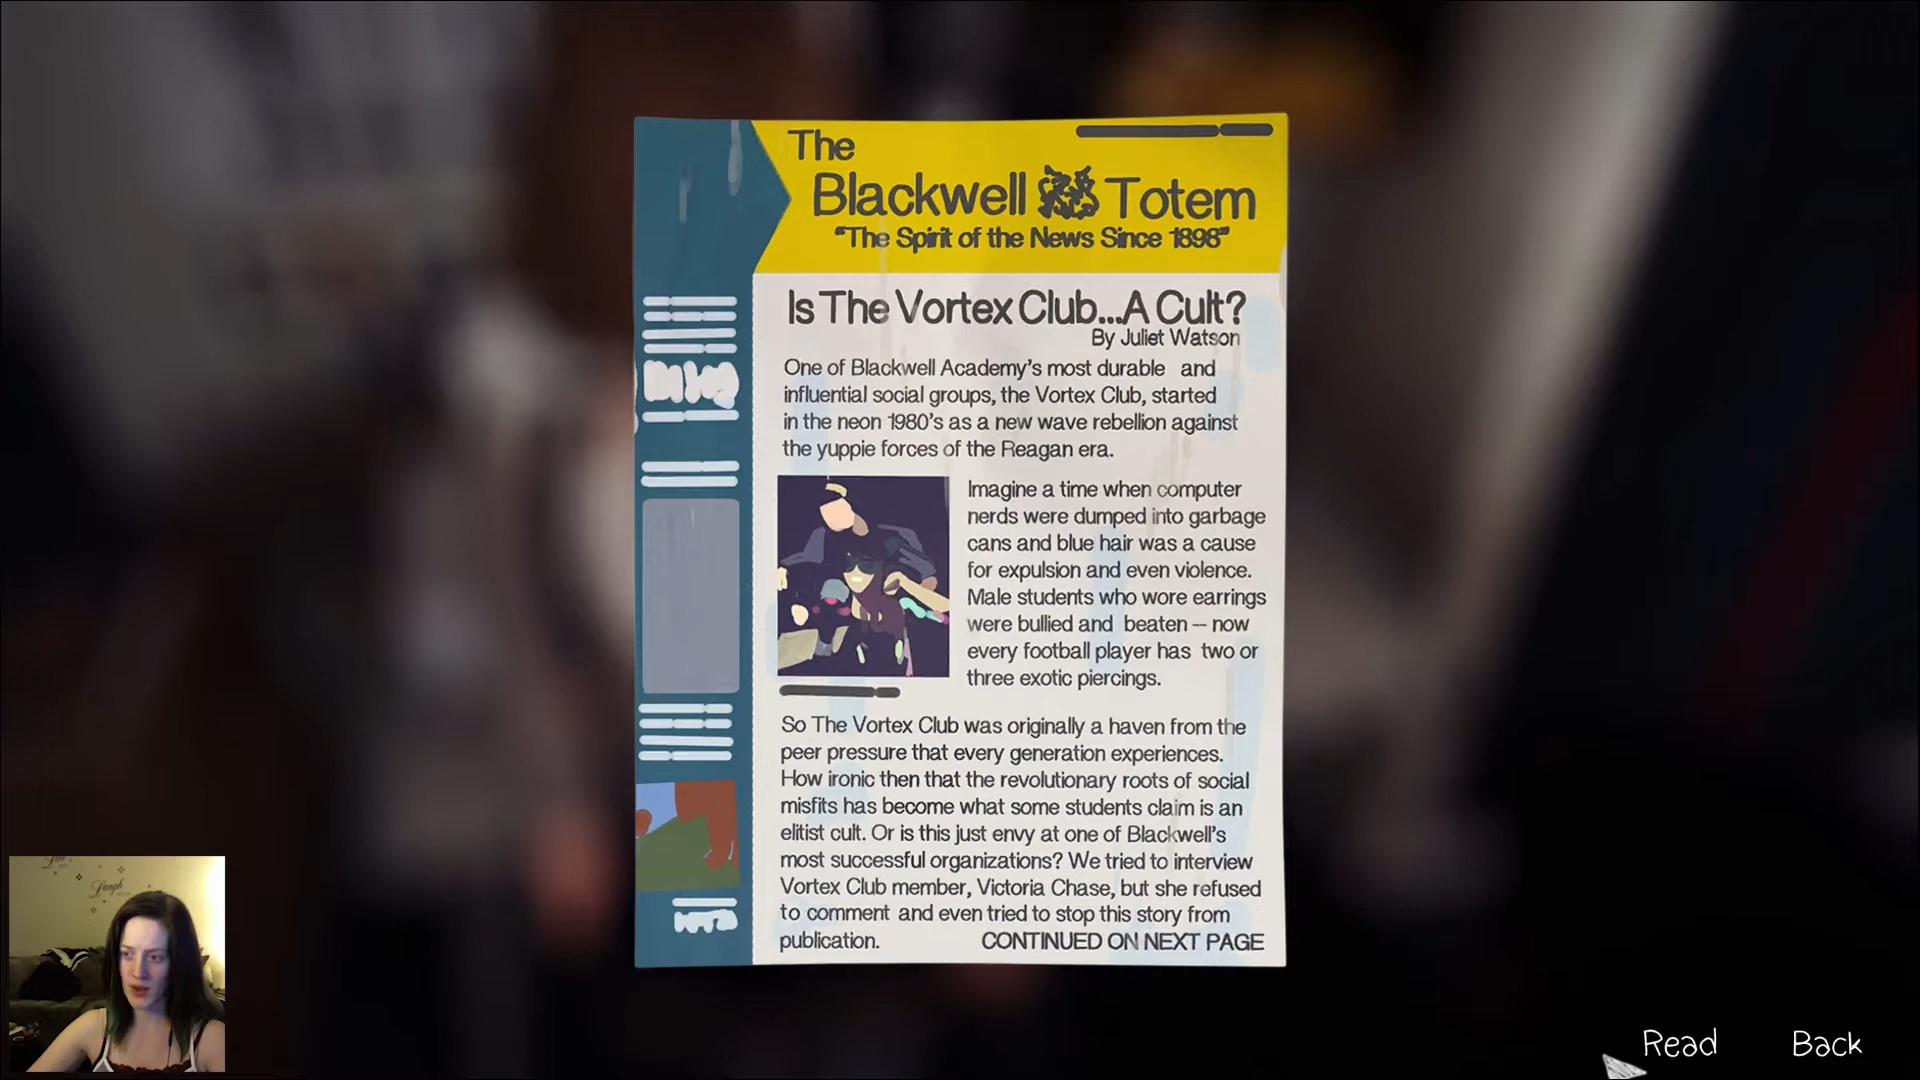 The
Blackwell Totem
"The Spirit of the News Since 1898"
Is The Vortex Club...A Cult?
By Juliet Watson
One of Blackwell Academy's most durable and
influential social groups, the Vortex Club, started
in the neon 1980's as a new wave rebellion against
the yuppie forces of the Reagan era.
Imagine a time when computer
nerds were dumped into garbage
cans and blue hair was a cause
for expulsion and even violence.
Male students who wore earrings
were bullied and beaten -- now
every football player has two or
three exotic piercings.
So The Vortex Club was originally a haven from the
peer pressure that every generation experiences.
How ironic then that the revolutionary roots of social
misfits has become what some students claim is an
elitist cult. Or is this just envy at one of Blackwell's
most successful organizations? We tried to interview
Vortex Club member, Victoria Chase, but she refused
to comment and even tried to stop this story from
publication.
CONTINUED ON NEXT PAGE
Laugh
Read
Back